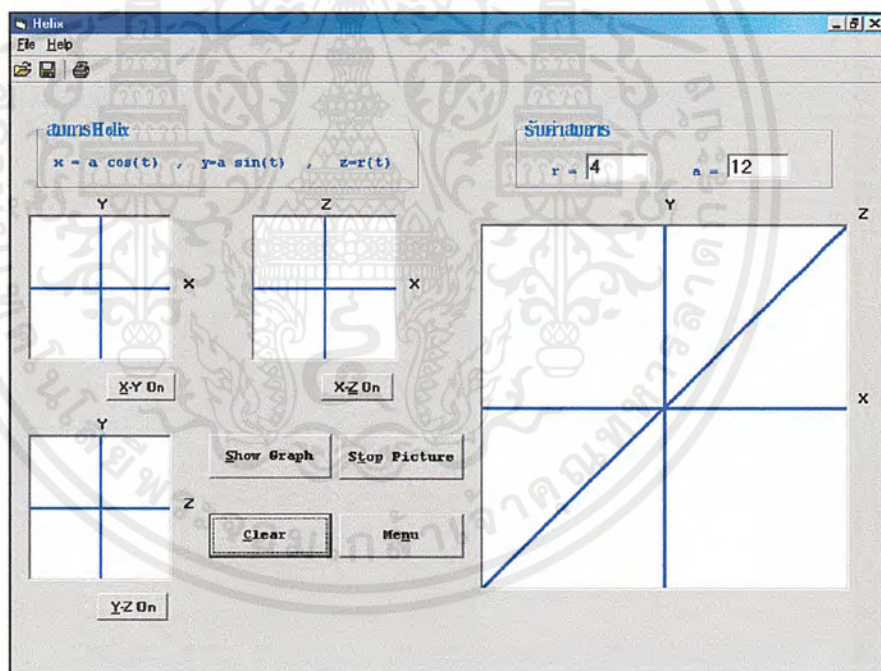 Helix
File Help
สมการHelix
x = a cos(t) , y=a sin(t) , z=r(t)
รับค่าสมการ
r = 4 a = 12
Y
X
X-Y On
Z
X
X-Z On
Y
Z
Y-Z On
Show Graph Stop Picture
Clear Menu
Y
Z
X